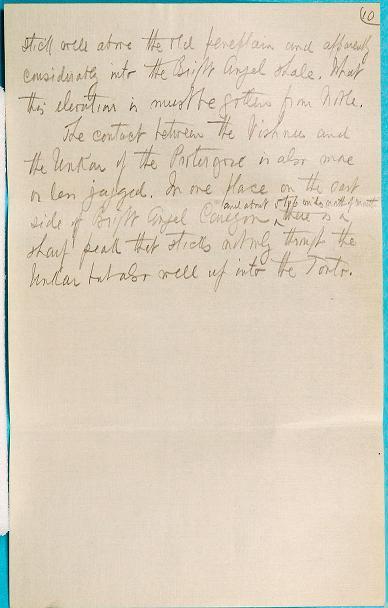 10
stick well above the old peneplain and apparently
considerably into the Bright Angel shale. What
this elevation is must be gotten from Noble.
The contact between the Vishnu and
the Unkar of the Proterozoic is also more
or less jagged. In one place on the east
and about 5 1/2 miles north of mouth
side of Bright Angel Canyon, there is a
sharp peak that sticks not only through the
Unkar but also well up into the Tonto.